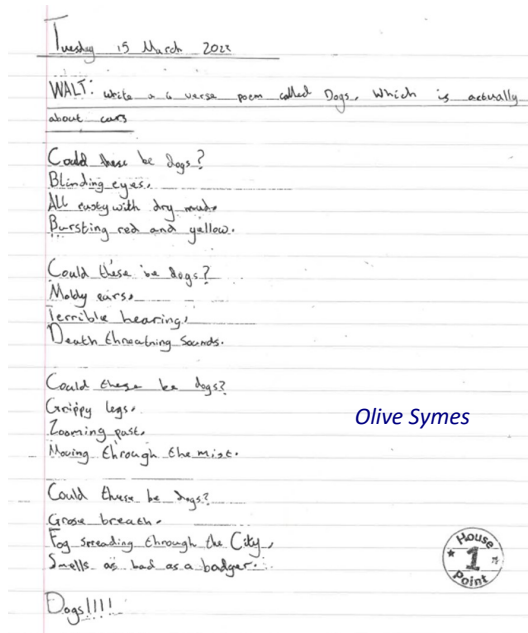 Tuesday 15 March 2022
WALT: write a 6 verse poem called Dogs, Which is actually
about cars
Could these be dogs?
Blinding eyes,
All rusty with dry mud,
Bursting red and yellow.
Could these be dogs?
Moldy ears,
Terrible hearing,
Death threatning sounds.
Could these be dogs?
Grippy legs,
Zooming past,
Moving through the mist.
Olive Symes
Could these be dogs?
Grose breath,
Fog spreading through the City,
Smells as bad as a badger.
House
1
Point
Dogs!!!!